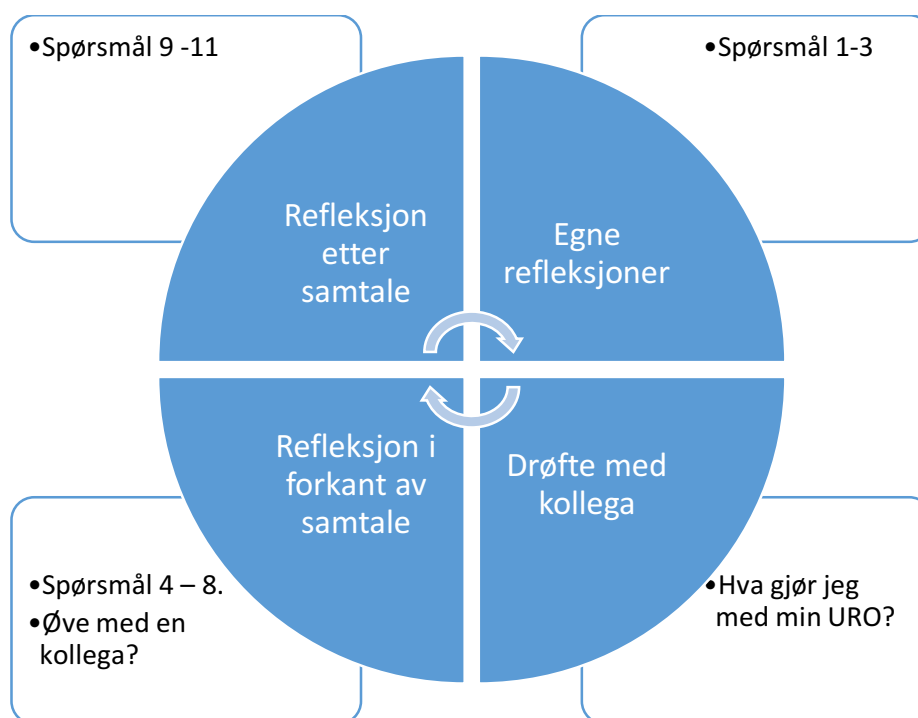 •Spørsmål 9 -11
•Spørsmål 1-3
Refleksjon
etter
samtale
Egne
refleksjoner
Refleksjon i
forkant av
samtale
Drøfte med
kollega
•Spørsmål 4 – 8.
•Øve med en
kollega?
•Hva gjør jeg
med min URO?